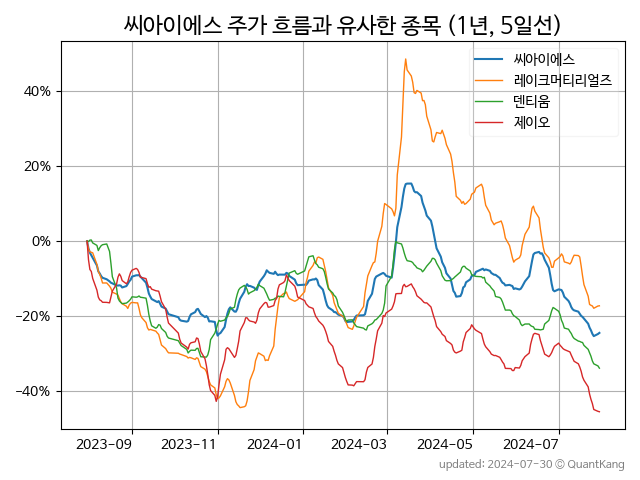 씨아이에스 주가 흐름과 유사한 종목 (1년, 5일선)
씨아이에스
레이크머티리얼즈
덴티움
제이오
40%
20%
0%
−20%
−40%
2023-09
2023-11
2024-01
2024-03
2024-05
2024-07
updated: 2024-07-30 © QuantKang